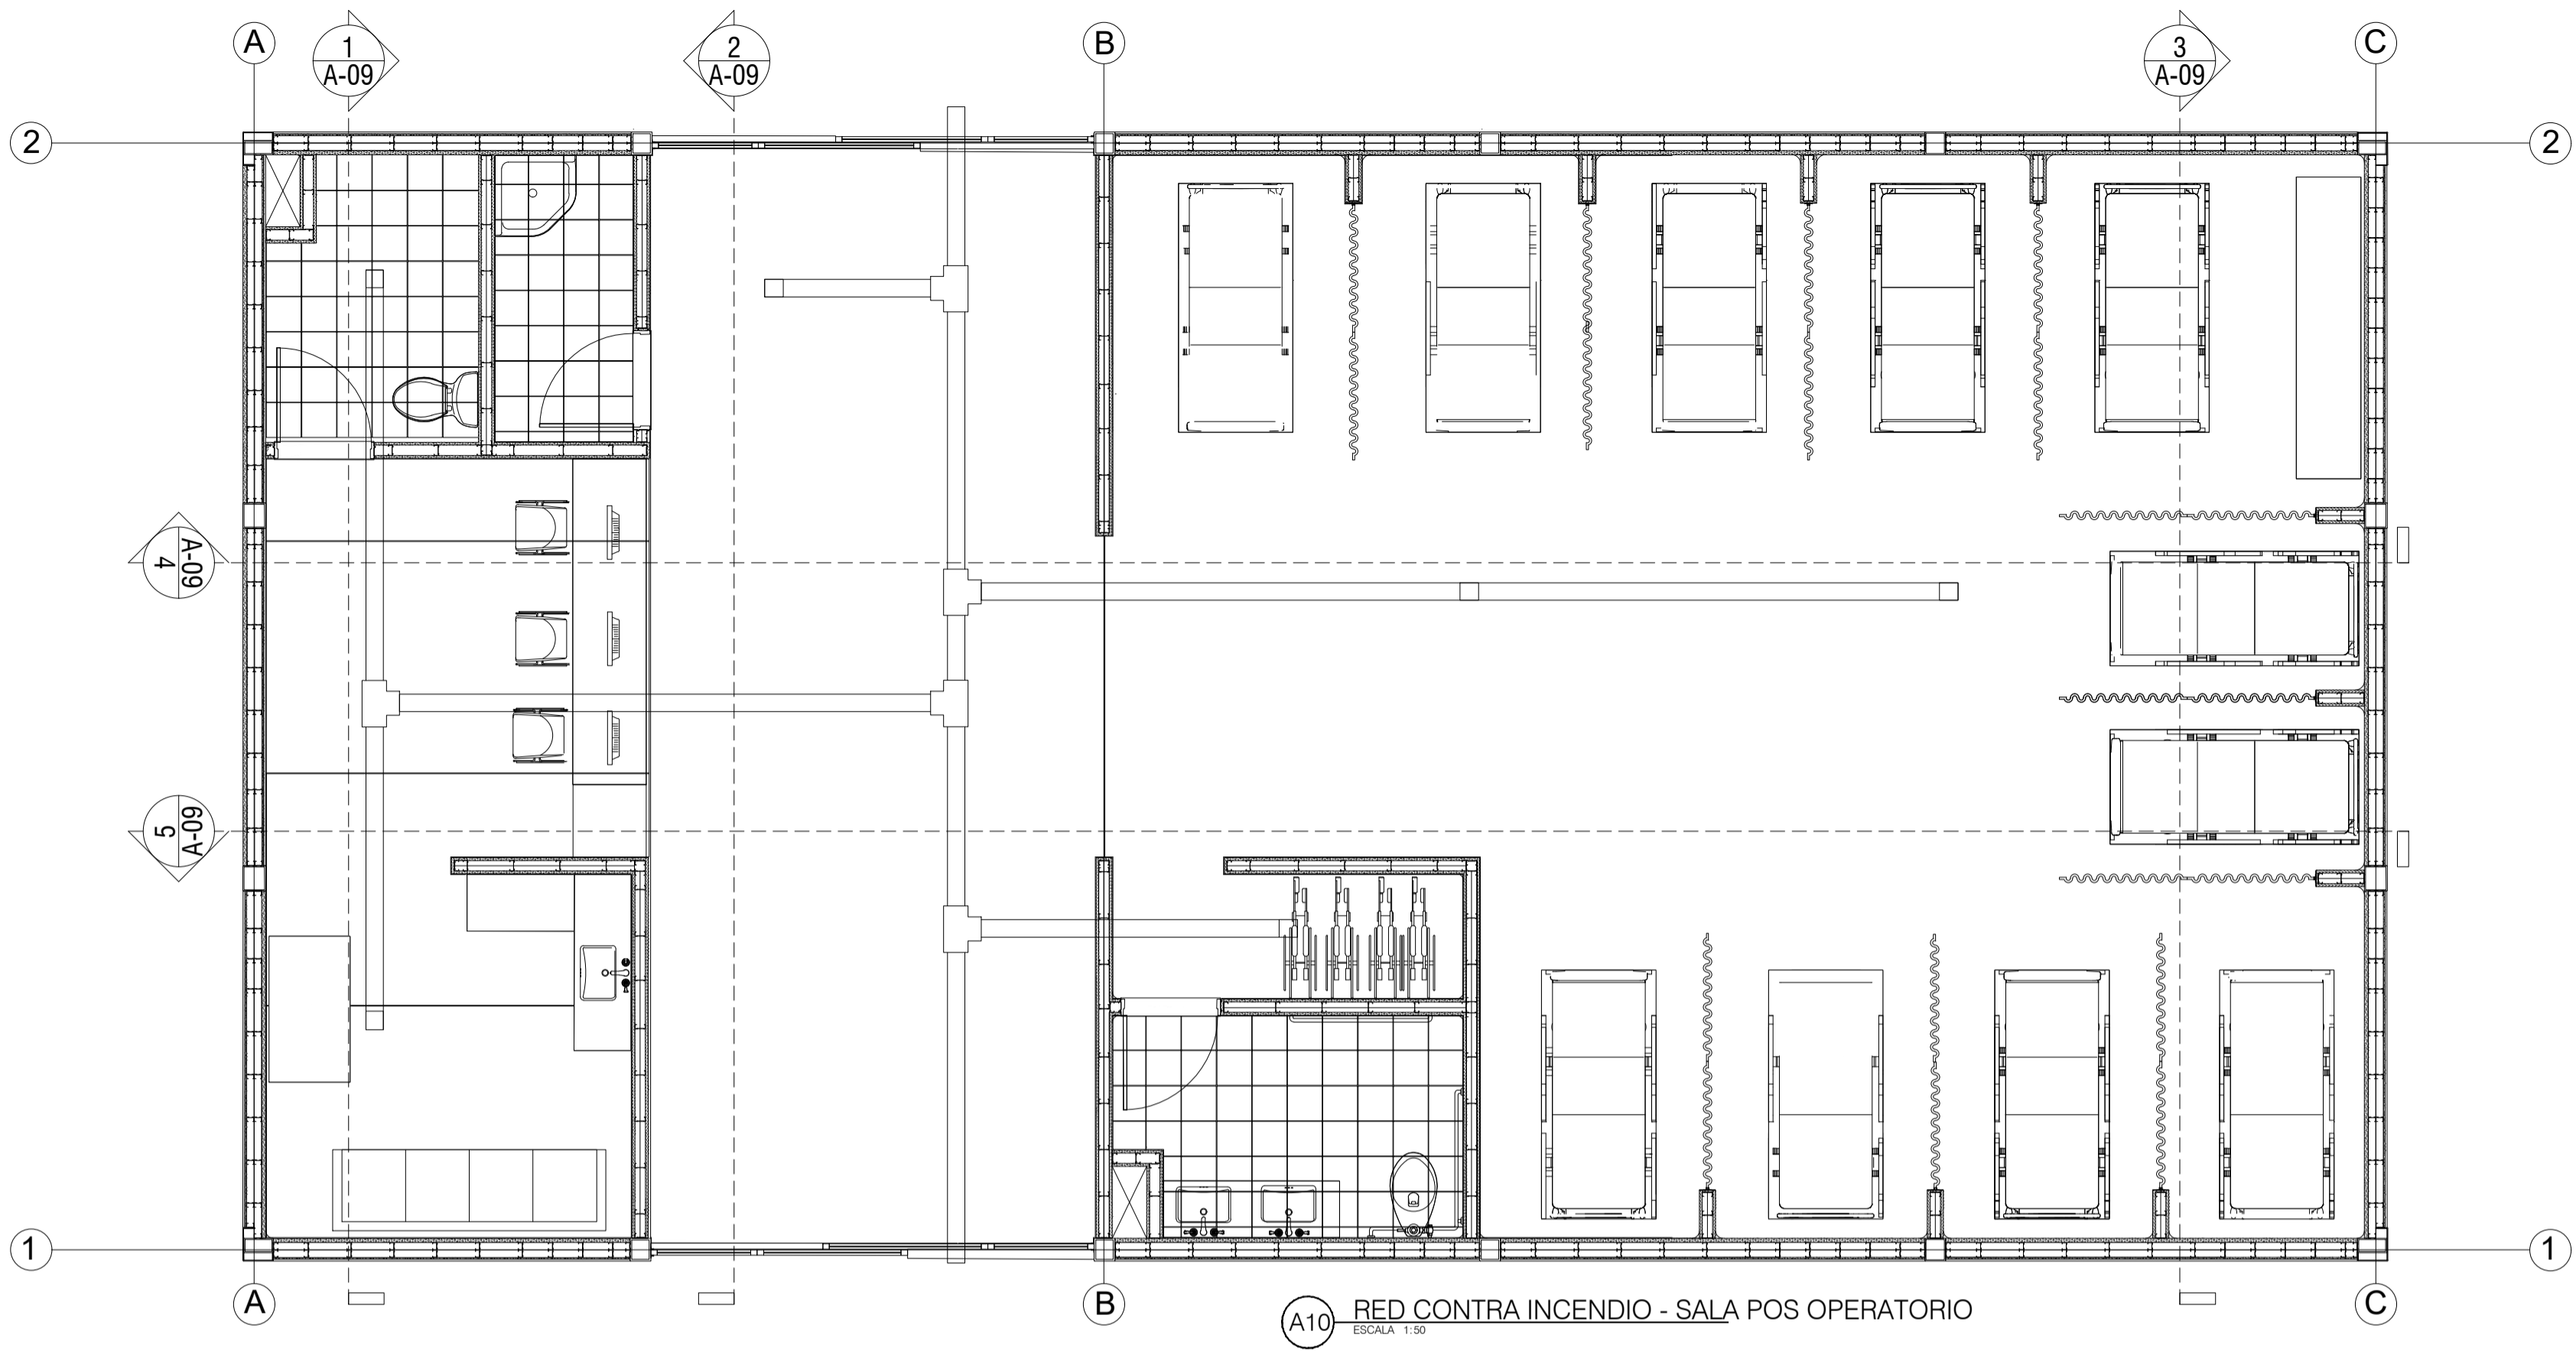 A
1
A-09
2
A-09
B
3
A-09
C
2
2
4
A-09
5
A-09
1
1
A
B
C
A10
RED CONTRA INCENDIO - SALA POS OPERATORIO
ESCALA 1:50